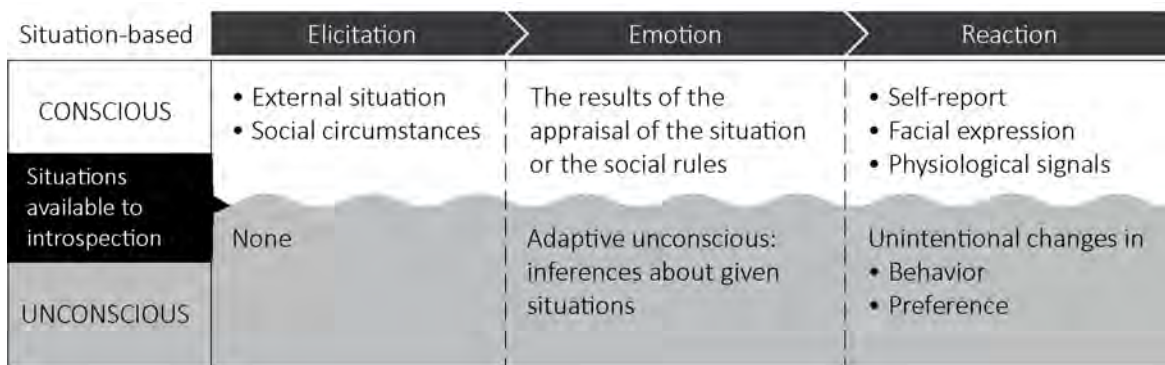 Situation-based
Elicitation
Emotion
Reaction
CONSCIOUS
• External situation
• Social circumstances
The results of the
appraisal of the situation
or the social rules
• Self-report
• Facial expression
• Physiological signals
Situations
available to
introspection
UNCONSCIOUS
None
Adaptive unconscious:
inferences about given
situations
Unintentional changes in
• Behavior
• Preference